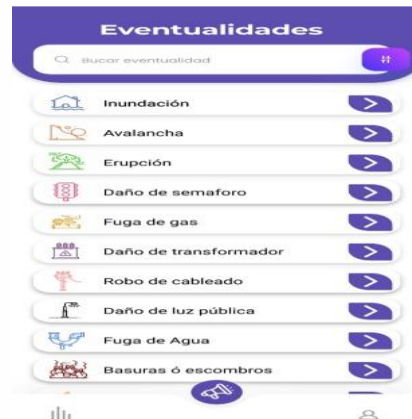 Eventualidades
Bucar eventualidad
Inundación
Avalancha
Erupción
Daño de semaforo
Fuga de gas
Daño de transformador
Robo de cableado
Daño de luz pública
Fuga de Agua
Basuras ó escombros